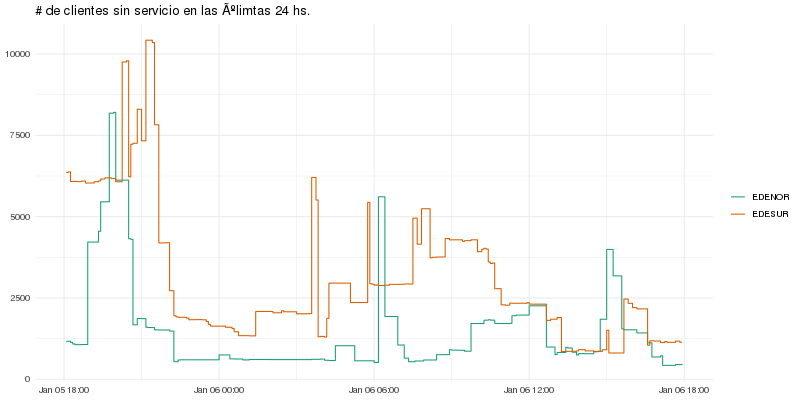 # de clientes sin servicio en las Ãºlimtas 24 hs.
10000
7500
5000
2500
0
Jan 05 18:00 Jan 06 00:00 Jan 06 06:00 Jan 06 12:00 Jan 06 18:00
EDENOR
EDESUR